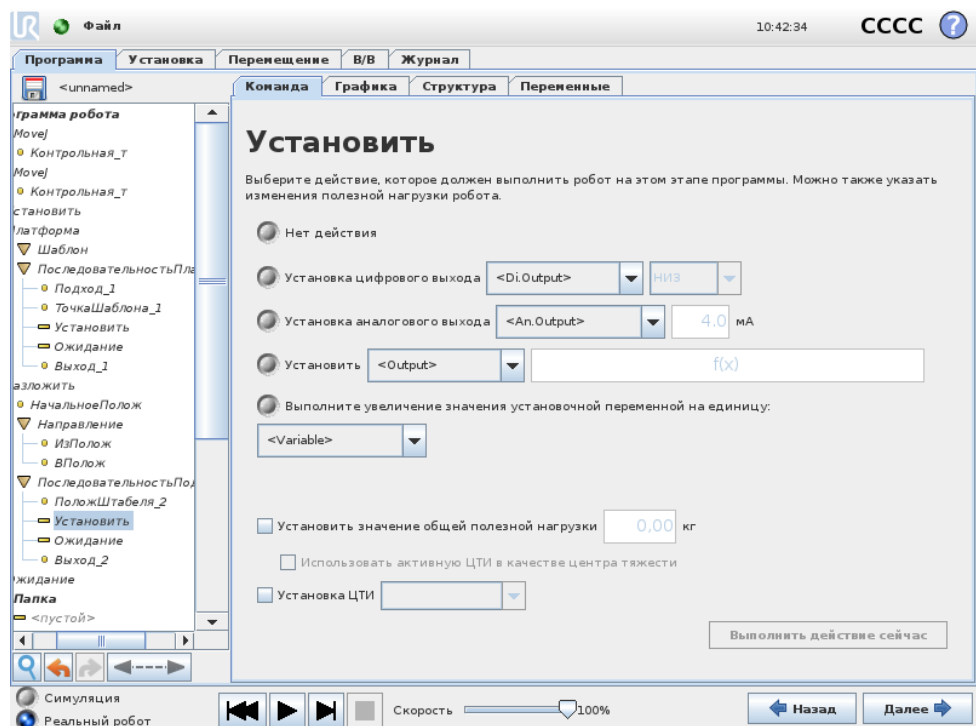 Файл 10:42:34 CCCC ?
Программа Установка Перемещение В/В Журнал
<unnamed>
Команда Графика Структура Переменные
ограмма робота
MoveJ
Контрольная_т
MoveJ
Контрольная_т
становить
Платформа
Шаблон
ПоследовательностьПла
Подход_1
ТочкаШаблона_1
Установить
Ожидание
Выход_1
азложить
НачальноеПолож
Направление
ИзПолож
ВПолож
ПоследовательностьПод
ПоложШтабеля_2
Установить
Ожидание
Выход_2
жидание
Папка
<пустой>
Установить
Выберите действие, которое должен выполнить робот на этом этапе программы. Можно также указать
изменения полезной нагрузки робота.
Нет действия
Установка цифрового выхода <Di.Output> НИЗ
Установка аналогового выхода <An.Output> 4.0 мА
Установить <Output> f(x)
Выполните увеличение значения установочной переменной на единицу:
<Variable>
Установить значение общей полезной нагрузки 0,00 кг
Использовать активную ЦТИ в качестве центра тяжести
Установка ЦТИ
Выполнить действие сейчас
Симуляция
Реальный робот
Скорость 100%
Назад Далее